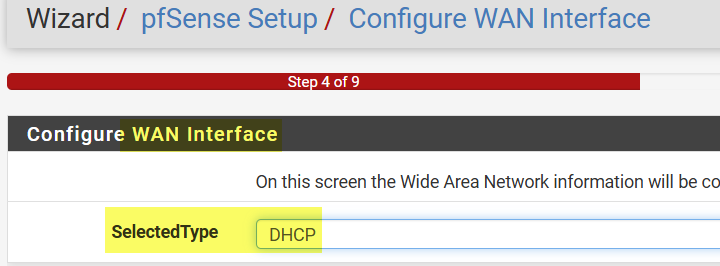 Wizard / pfSense Setup / Configure WAN Interface
Step 4 of 9
Configure WAN Interface
On this screen the Wide Area Network information will be co
SelectedType DHCP